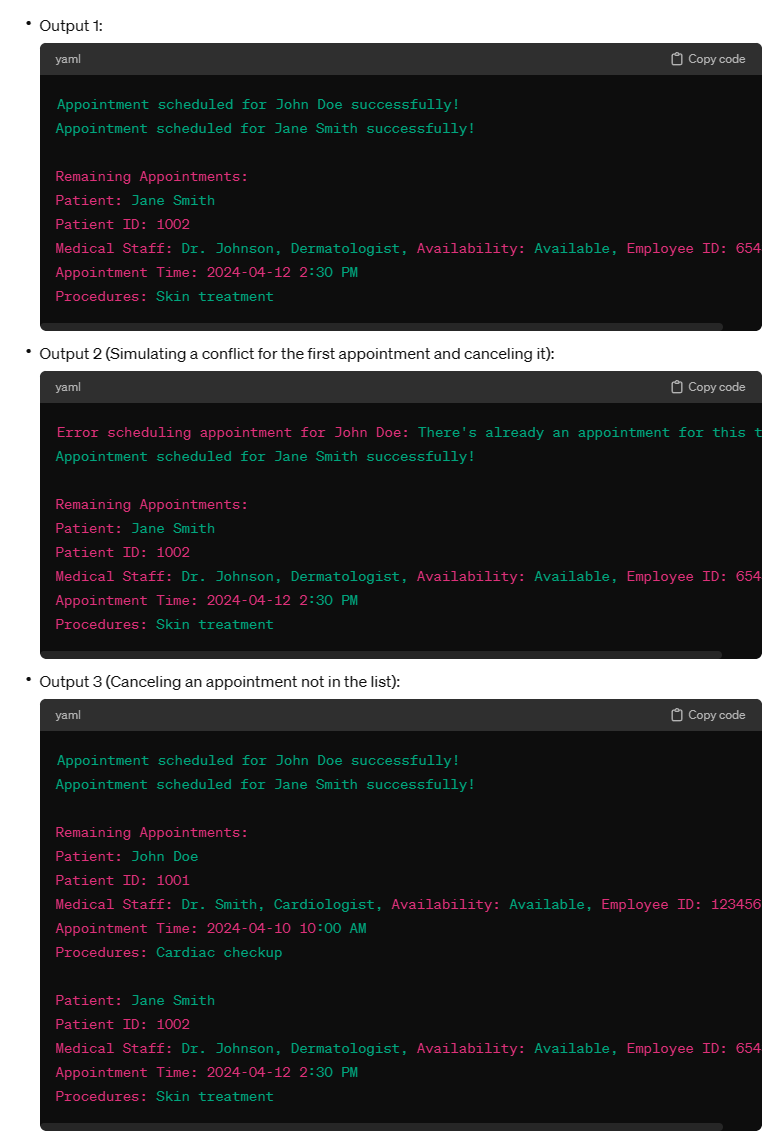 • Output 1:
yaml Copy code
Appointment scheduled for John Doe successfully!
Appointment scheduled for Jane Smith successfully!
Remaining Appointments:
Patient: Jane Smith
Patient ID: 1002
Medical Staff: Dr. Johnson, Dermatologist, Availability: Available, Employee ID: 654
Appointment Time: 2024-04-12 2:30 PM
Procedures: Skin treatment
• Output 2 (Simulating a conflict for the first appointment and canceling it):
yaml Copy code
Error scheduling appointment for John Doe: There's already an appointment for this t
Appointment scheduled for Jane Smith successfully!
Remaining Appointments:
Patient: Jane Smith
Patient ID: 1002
Medical Staff: Dr. Johnson, Dermatologist, Availability: Available, Employee ID: 654
Appointment Time: 2024-04-12 2:30 PM
Procedures: Skin treatment
• Output 3 (Canceling an appointment not in the list):
yaml Copy code
Appointment scheduled for John Doe successfully!
Appointment scheduled for Jane Smith successfully!
Remaining Appointments:
Patient: John Doe
Patient ID: 1001
Medical Staff: Dr. Smith, Cardiologist, Availability: Available, Employee ID: 123456
Appointment Time: 2024-04-10 10:00 AM
Procedures: Cardiac checkup
Patient: Jane Smith
Patient ID: 1002
Medical Staff: Dr. Johnson, Dermatologist, Availability: Available, Employee ID: 654
Appointment Time: 2024-04-12 2:30 PM
Procedures: Skin treatment